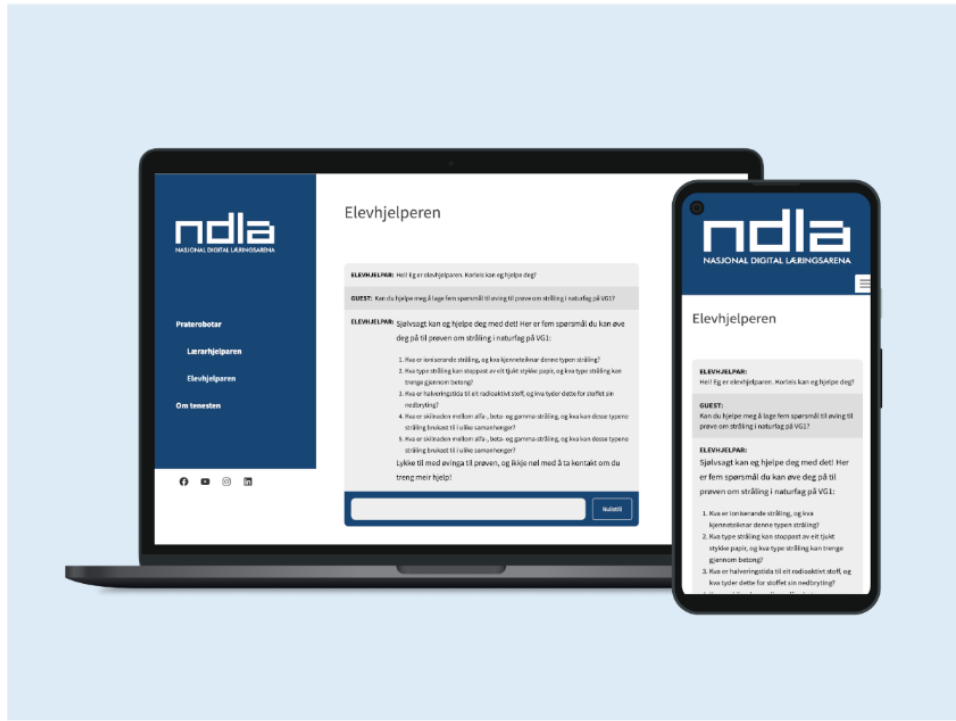 ndla
NASJONAL DIGITAL LÆRINGSARENA
Praterobotar
Lærarhjelparen
Elevhjelparen
Om tenesten
Elevhjelperen
ELEVHJELPAR: Hei! Eg er elevhjelparen. Korleis kan eg hjelpe deg?
GUEST: Kan du hjelpe meg å lage fem spørsmål til øving til prøve om stråling i naturfag på VG1?
ELEVHJELPAR: Sjølvsagt kan eg hjelpe deg med det! Her er fem spørsmål du kan øve
deg på til prøven om stråling i naturfag på VG1:
1. Kva er ioniserande stråling, og kva kjenneteiknar denne typen stråling?
2. Kva type stråling kan stoppast av eit tjukt stykke papir, og kva type stråling kan
trenge gjennom betong?
3. Kva er halveringstida til eit radioaktivt stoff, og kva tyder dette for stoffet sin
nedbryting?
4. Kva er skilnaden mellom alfa-, beta- og gamma-stråling, og kva kan desse typene
stråling brukast til i ulike samanhenger?
5. Kva er skilnaden mellom alfa-, beta- og gamma-stråling, og kva kan desse typene
stråling brukast til i ulike samanhenger?
Lykke til med øvinga til prøven, og ikkje nøl med å ta kontakt om du
treng meir hjelp!
Nullstill
ndla
NASJONAL DIGITAL LÆRINGSARENA
Elevhjelperen
ELEVHJELPAR:
Hei! Eg er elevhjelparen. Korleis kan eg hjelpe deg?
GUEST:
Kan du hjelpe meg å lage fem spørsmål til øving til
prøve om stråling i naturfag på VG1?
ELEVHJELPAR:
Sjølvsagt kan eg hjelpe deg med det! Her
er fem spørsmål du kan øve deg på til
prøven om stråling i naturfag på VG1:
1. Kva er ioniserande stråling, og kva
kjenneteiknar denne typen stråling?
2. Kva type stråling kan stoppast av eit tjukt
stykke papir, og kva type stråling kan trenge
gjennom betong?
3. Kva er halveringstida til eit radioaktivt stoff, og
kva tyder dette for stoffet sin nedbryting?